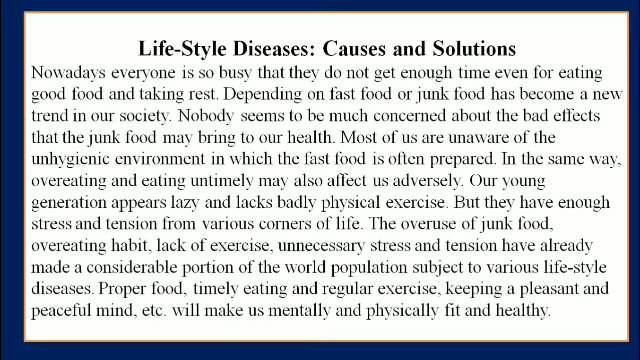 Life-Style Diseases: Causes and Solutions
Nowadays everyone is so busy that they do not get enough time even for eating
good food and taking rest. Depending on fast food or junk food has become a new
trend in our society. Nobody seems to be much concerned about the bad effects
that the junk food may bring to our health. Most of us are unaware of the
unhygienic environment in which the fast food is often prepared. In the same way,
overeating and eating untimely may also affect us adversely. Our young
generation appears lazy and lacks badly physical exercise. But they have enough
stress and tension from various corners of life. The overuse of junk food,
overeating habit, lack of exercise, unnecessary stress and tension have already
made a considerable portion of the world population subject to various life-style
diseases. Proper food, timely eating and regular exercise, keeping a pleasant and
peaceful mind, etc. will make us mentally and physically fit and healthy.